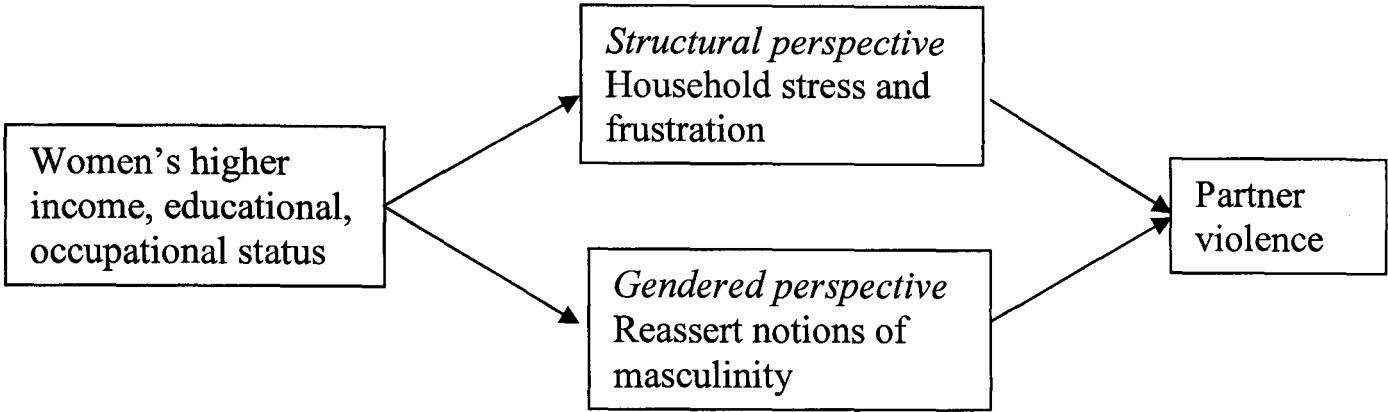 Women's higher
income, educational,
occupational status
Structural perspective
Household stress and
frustration
Gendered perspective
Reassert notions of
masculinity
Partner
violence